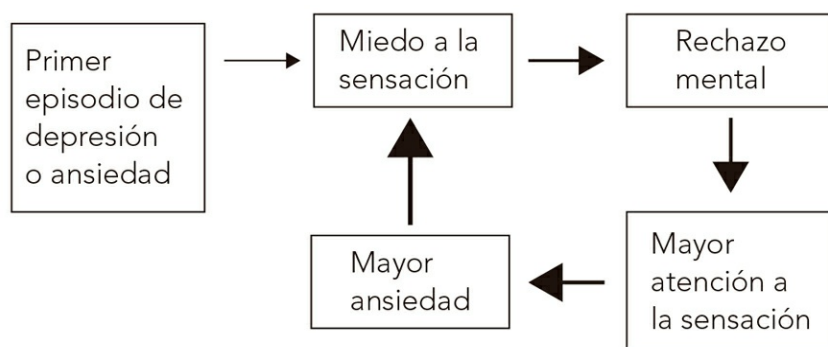 Primer
episodio de
depresión
o ansiedad
Miedo a la
sensación
Rechazo
mental
Mayor
atención a
la sensación
Mayor
ansiedad